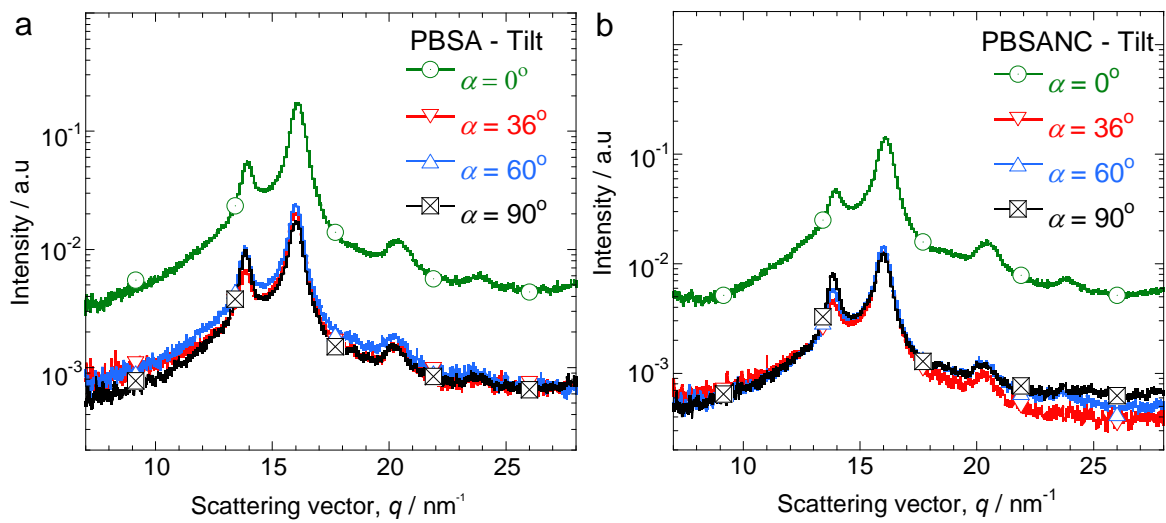 a
PBSA - Tilt
α = 0°
α = 36°
α = 60°
α = 90°
Intensity / a.u
10⁻¹
10⁻²
10⁻³
10 15 20 25
Scattering vector, q / nm⁻¹
b
PBSANC - Tilt
α = 0°
α = 36°
α = 60°
α = 90°
Intensity / a.u
10⁻¹
10⁻²
10⁻³
10 15 20 25
Scattering vector, q / nm⁻¹